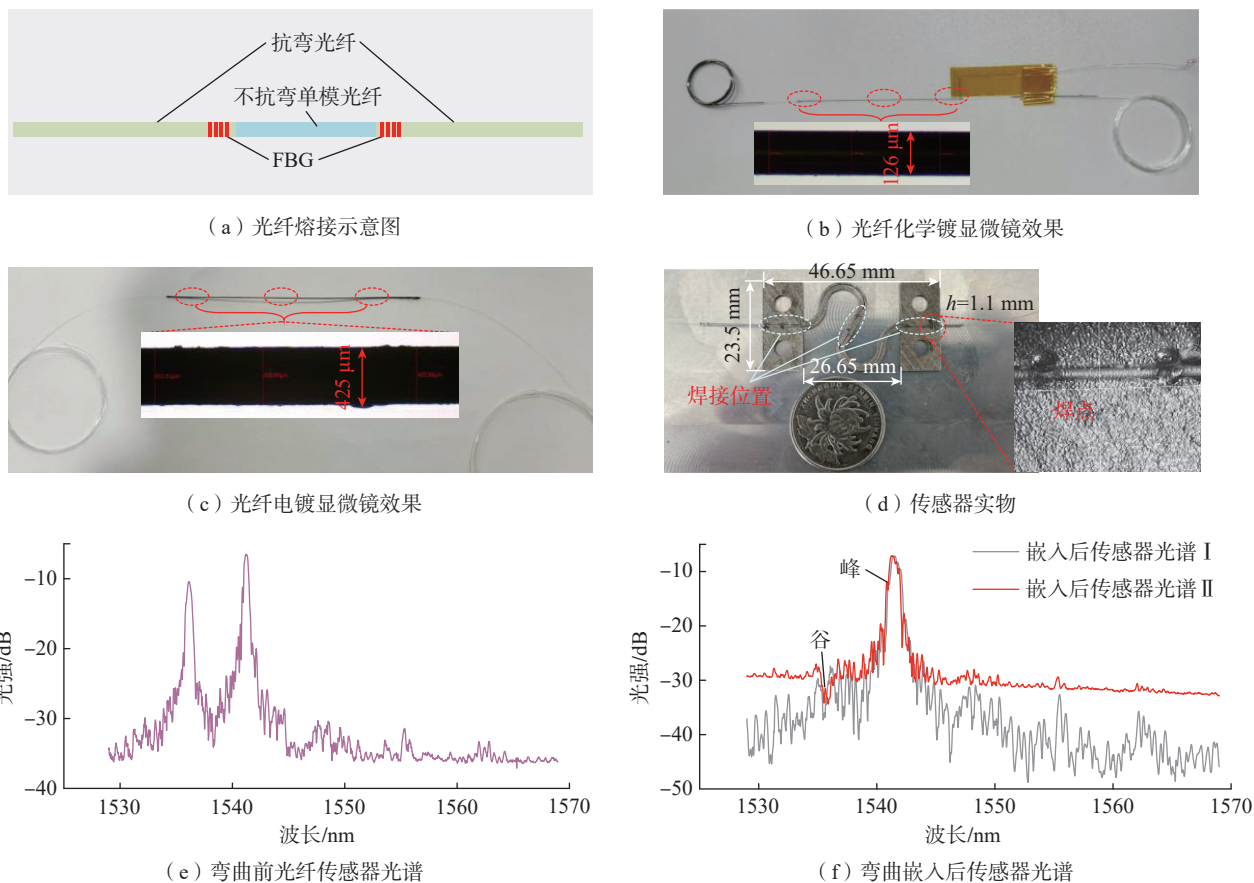 抗弯光纤
不抗弯单模光纤
FBG
(a)光纤熔接示意图
126 μm
(b)光纤化学镀显微镜效果
425 μm
(c)光纤电镀显微镜效果
46.65 mm
23.5 mm
h=1.1 mm
26.65 mm
焊接位置
焊点
(d)传感器实物
光强/dB
-10
-20
-30
-40
1530 1540 1550 1560 1570
波长/nm
(e)弯曲前光纤传感器光谱
嵌入后传感器光谱Ⅰ
嵌入后传感器光谱Ⅱ
峰
谷
光强/dB
-10
-20
-30
-40
-50
1530 1540 1550 1560 1570
波长/nm
(f)弯曲嵌入后传感器光谱